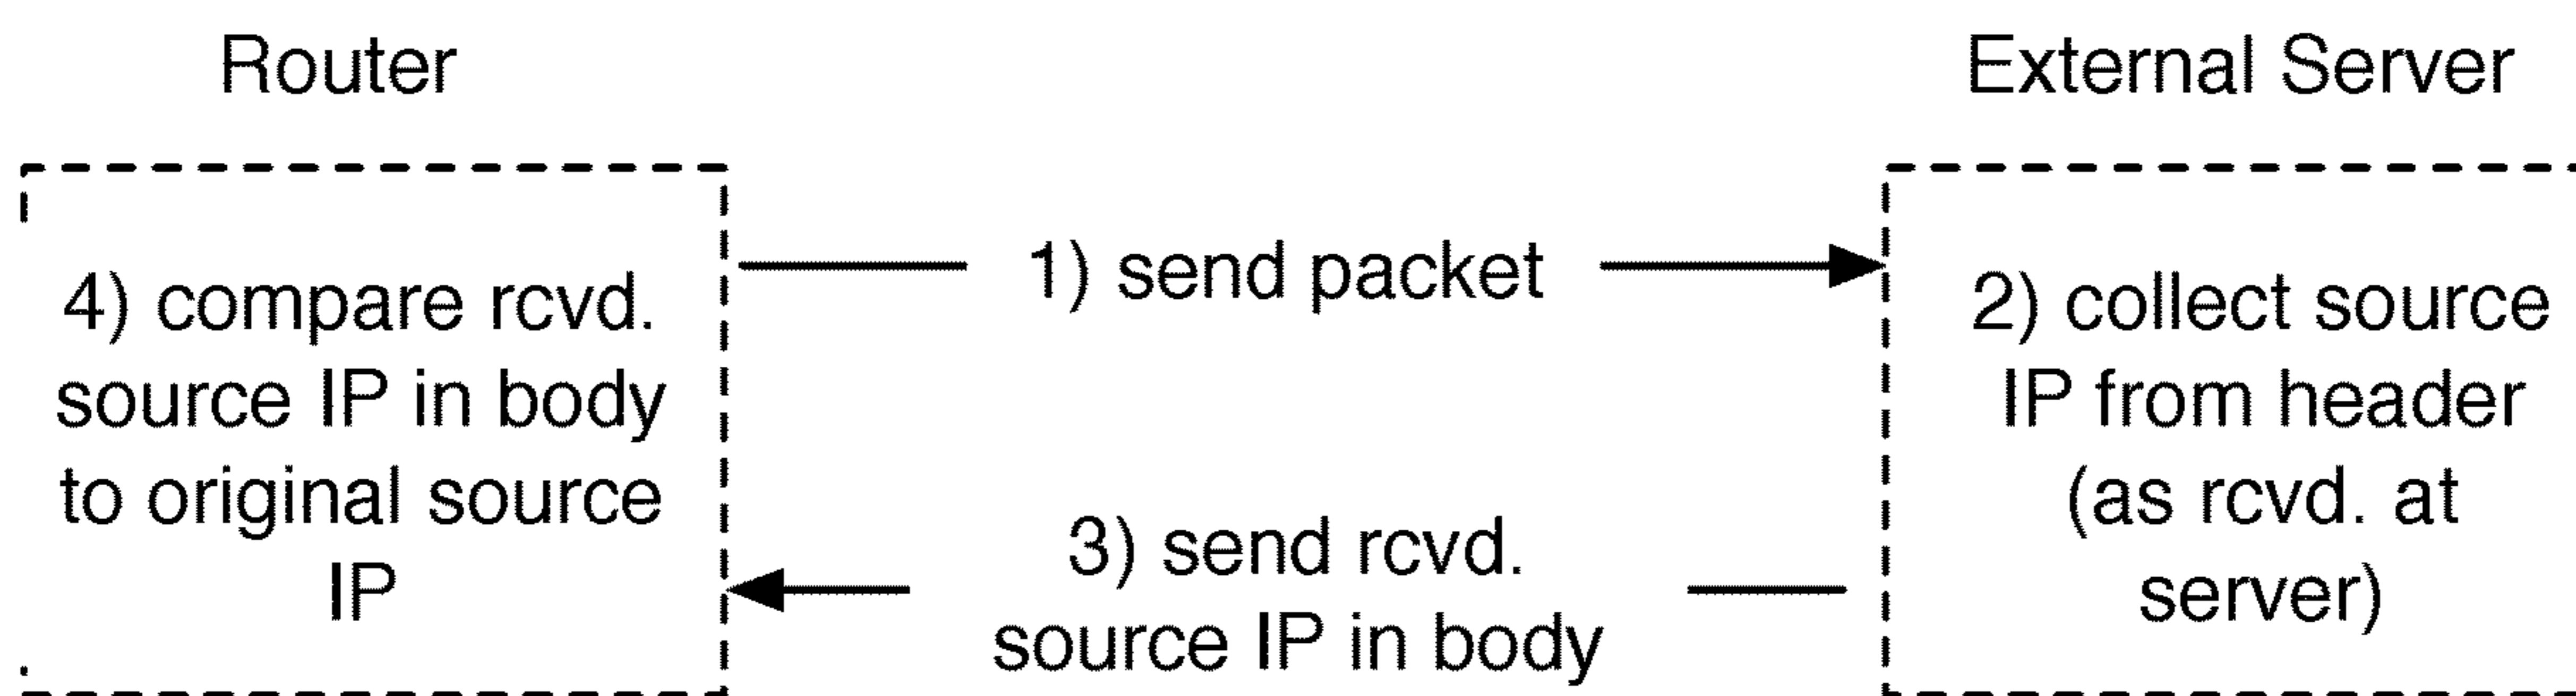 Router
External Server
1) send packet
2) collect source
IP from header
(as rcvd. at
server)
3) send rcvd.
source IP in body
4) compare rcvd.
source IP in body
to original source
IP